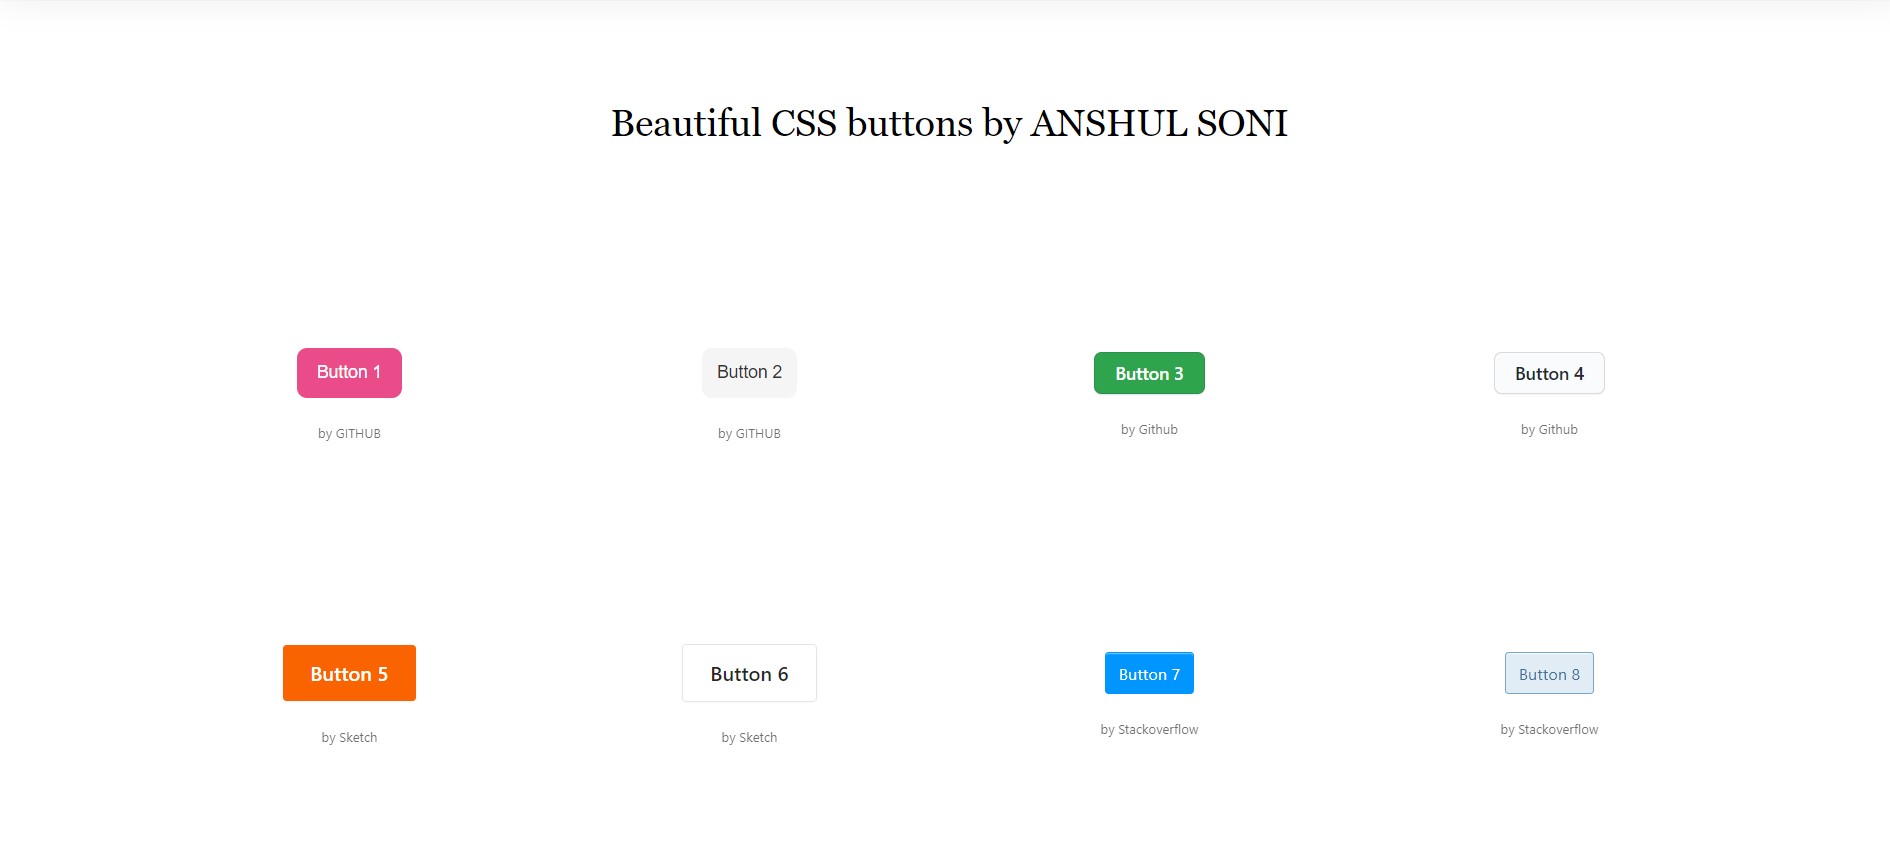 Beautiful CSS buttons by ANSHUL SONI
Button 1
Button 2
Button 3
Button 4
by GITHUB
by GITHUB
by Github
by Github
Button 5
Button 6
Button 7
Button 8
by Sketch
by Sketch
by Stackoverflow
by Stackoverflow